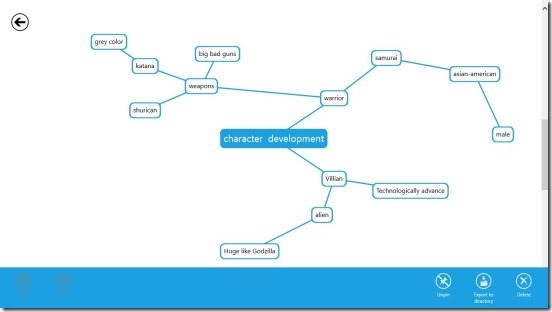 grey color
big bad guns
katana
samurai
asian-american
weapons
warrior
shurican
male
character development
Villian
Technologically advance
alien
Huge like Godzilla
Unpin
Export to
directory
Delete